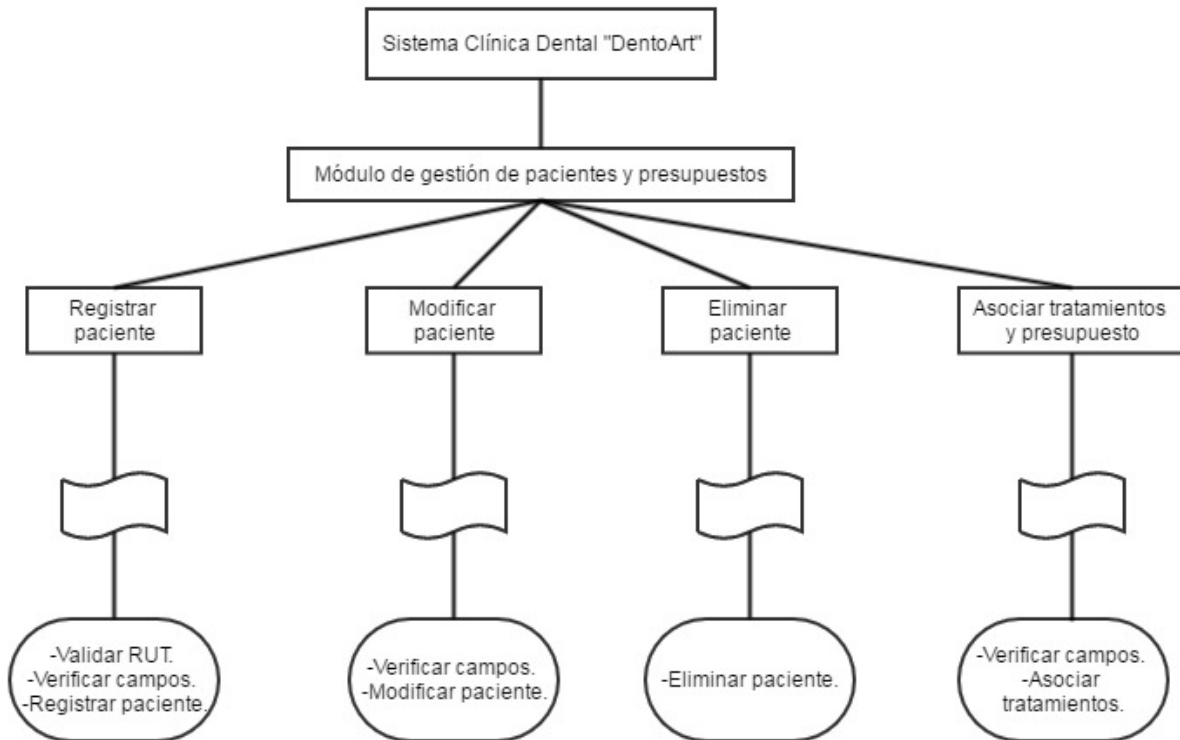 Sistema Clínica Dental "DentoArt"
Módulo de gestión de pacientes y presupuestos
Registrar
paciente
Modificar
paciente
Eliminar
paciente
Asociar tratamientos
y presupuesto
-Validar RUT.
-Verificar campos.
-Registrar paciente.
-Verificar campos.
-Modificar paciente.
-Eliminar paciente.
-Verificar campos.
-Asociar
tratamientos.